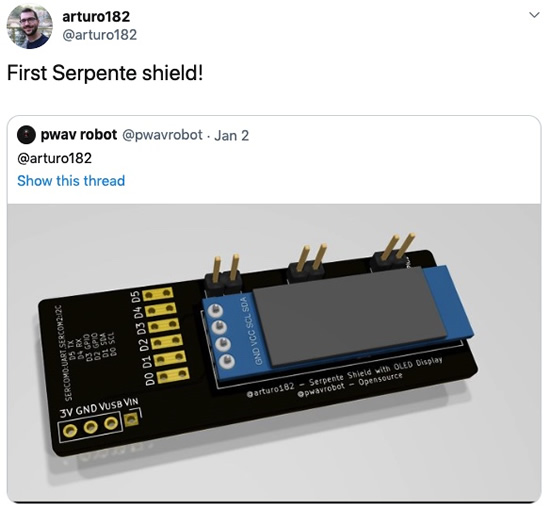 arturo182
@arturo182
First Serpente shield!
pwav robot @pwavrobot · Jan 2
@arturo182
Show this thread
SERCOM0:UART,SERCOM2:I2C
D5 TX
D4 RX
D3 GPIO
D2 GPIO
D1 SDA
D0 SCL
D0 D1 D2 D3 D4 D5
GND VCC SCL SDA
3V GND VUSB VIN
@arturo182 - Serpente Shield with OLED Display
@pwavrobot - Opensource